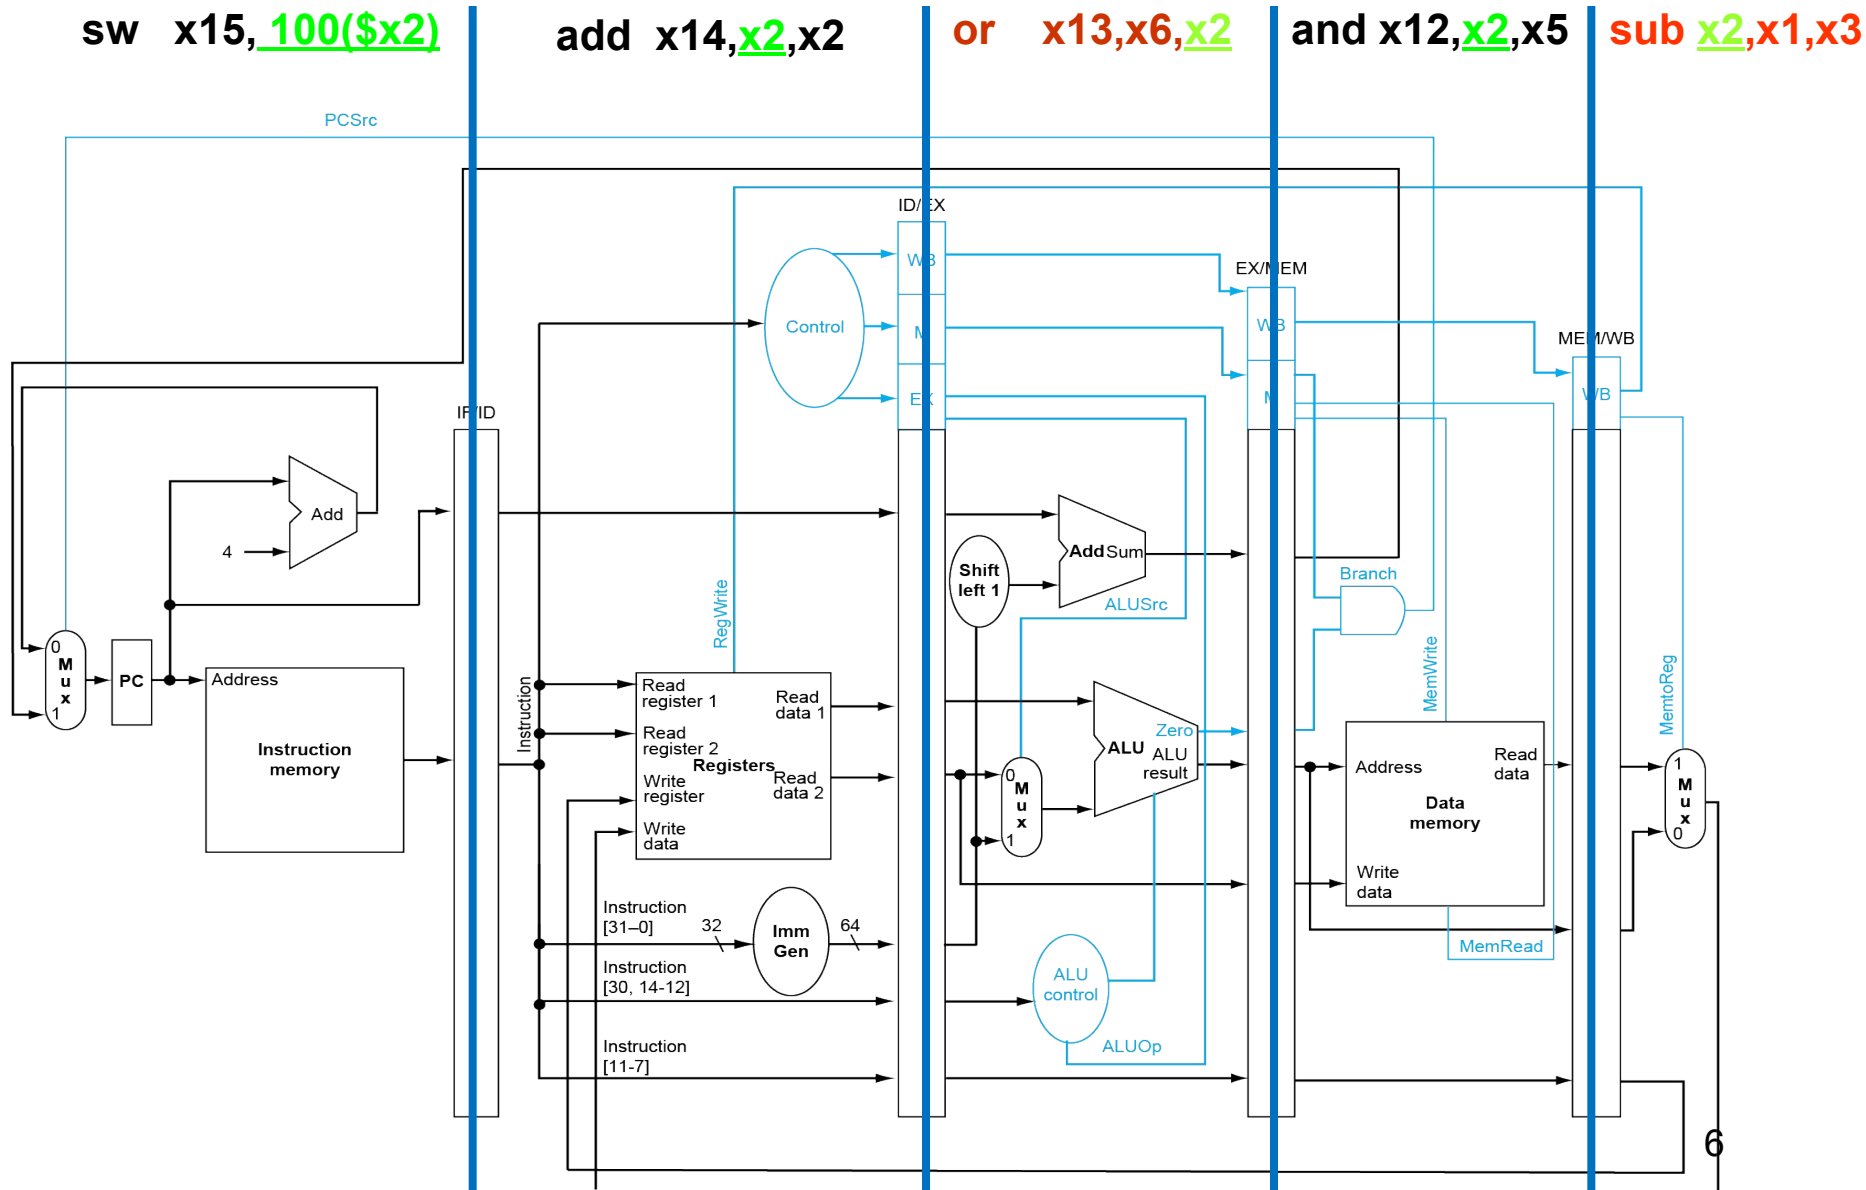 sw x15, 100($x2)
add x14,x2,x2
or x13,x6,x2
and x12,x2,x5
sub x2,x1,x3
PCSrc
ID/EX
WB
EX/MEM
Control
M
WB
MEM/WB
EX
M
WB
IF/ID
Add
4
Add Sum
Shift
left 1
Branch
ALUSrc
RegWrite
0
Mux
1
PC
Address
Instruction
memory
Instruction
Read
register 1
Read
data 1
Read
register 2
Registers
Write
register
Read
data 2
Write
data
Zero
ALU
ALU
result
0
Mux
1
MemWrite
Address
Read
data
Data
memory
Write
data
MemtoReg
1
Mux
0
Instruction
[31–0]
32
Imm
Gen
64
MemRead
Instruction
[30, 14-12]
ALU
control
Instruction
[11-7]
ALUOp
6